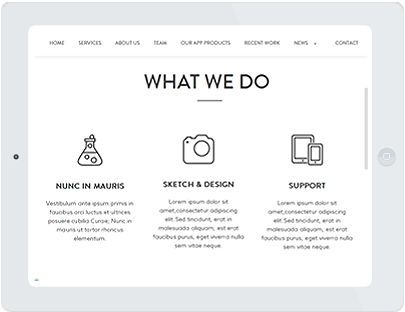 HOME SERVICES ABOUT US TEAM OUR APP PRODUCTS RECENT WORK NEWS CONTACT
WHAT WE DO
NUNC IN MAURIS
Vestibulum ante ipsum primis in
faucibus orci luctus et ultrices
posuere cubilia Curae; Nunc in
mauris ut tortor rhoncus
elementum.
SKETCH & DESIGN
Lorem ipsum dolor sit
amet,consectetur adipiscing
elit.Sed tincidunt, erat in
malesuada aliquam, est erat
faucibus purus, eget viverra nulla
sem vitae neque.
SUPPORT
Lorem ipsum dolor sit
amet,consectetur adipiscing
elit.Sed tincidunt, erat in
malesuada aliquam, est erat
faucibus purus, eget viverra nulla
sem vitae neque.